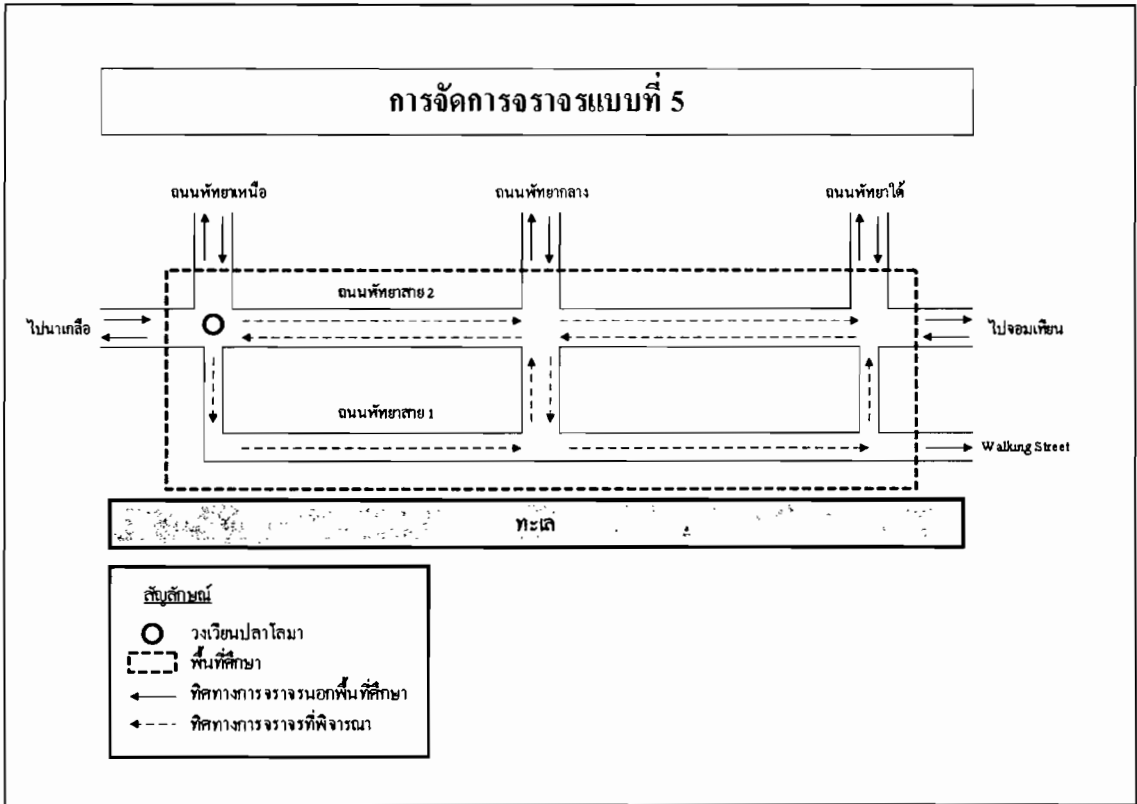 การจัดการจราจรแบบที่ 5
ถนนพัทยาเหนือ
ถนนพัทยากลาง
ถนนพัทยาใต้
ถนนพัทยาสาย 2
ไปนาเกลือ
ไปจอมเทียน
ถนนพัทยาสาย 1
Walking Street
ทะเล
สัญลักษณ์
วงเวียนปลาโลมา
พื้นที่ศึกษา
ทิศทางการจราจรนอกพื้นที่ศึกษา
ทิศทางการจราจรที่พิจารณา